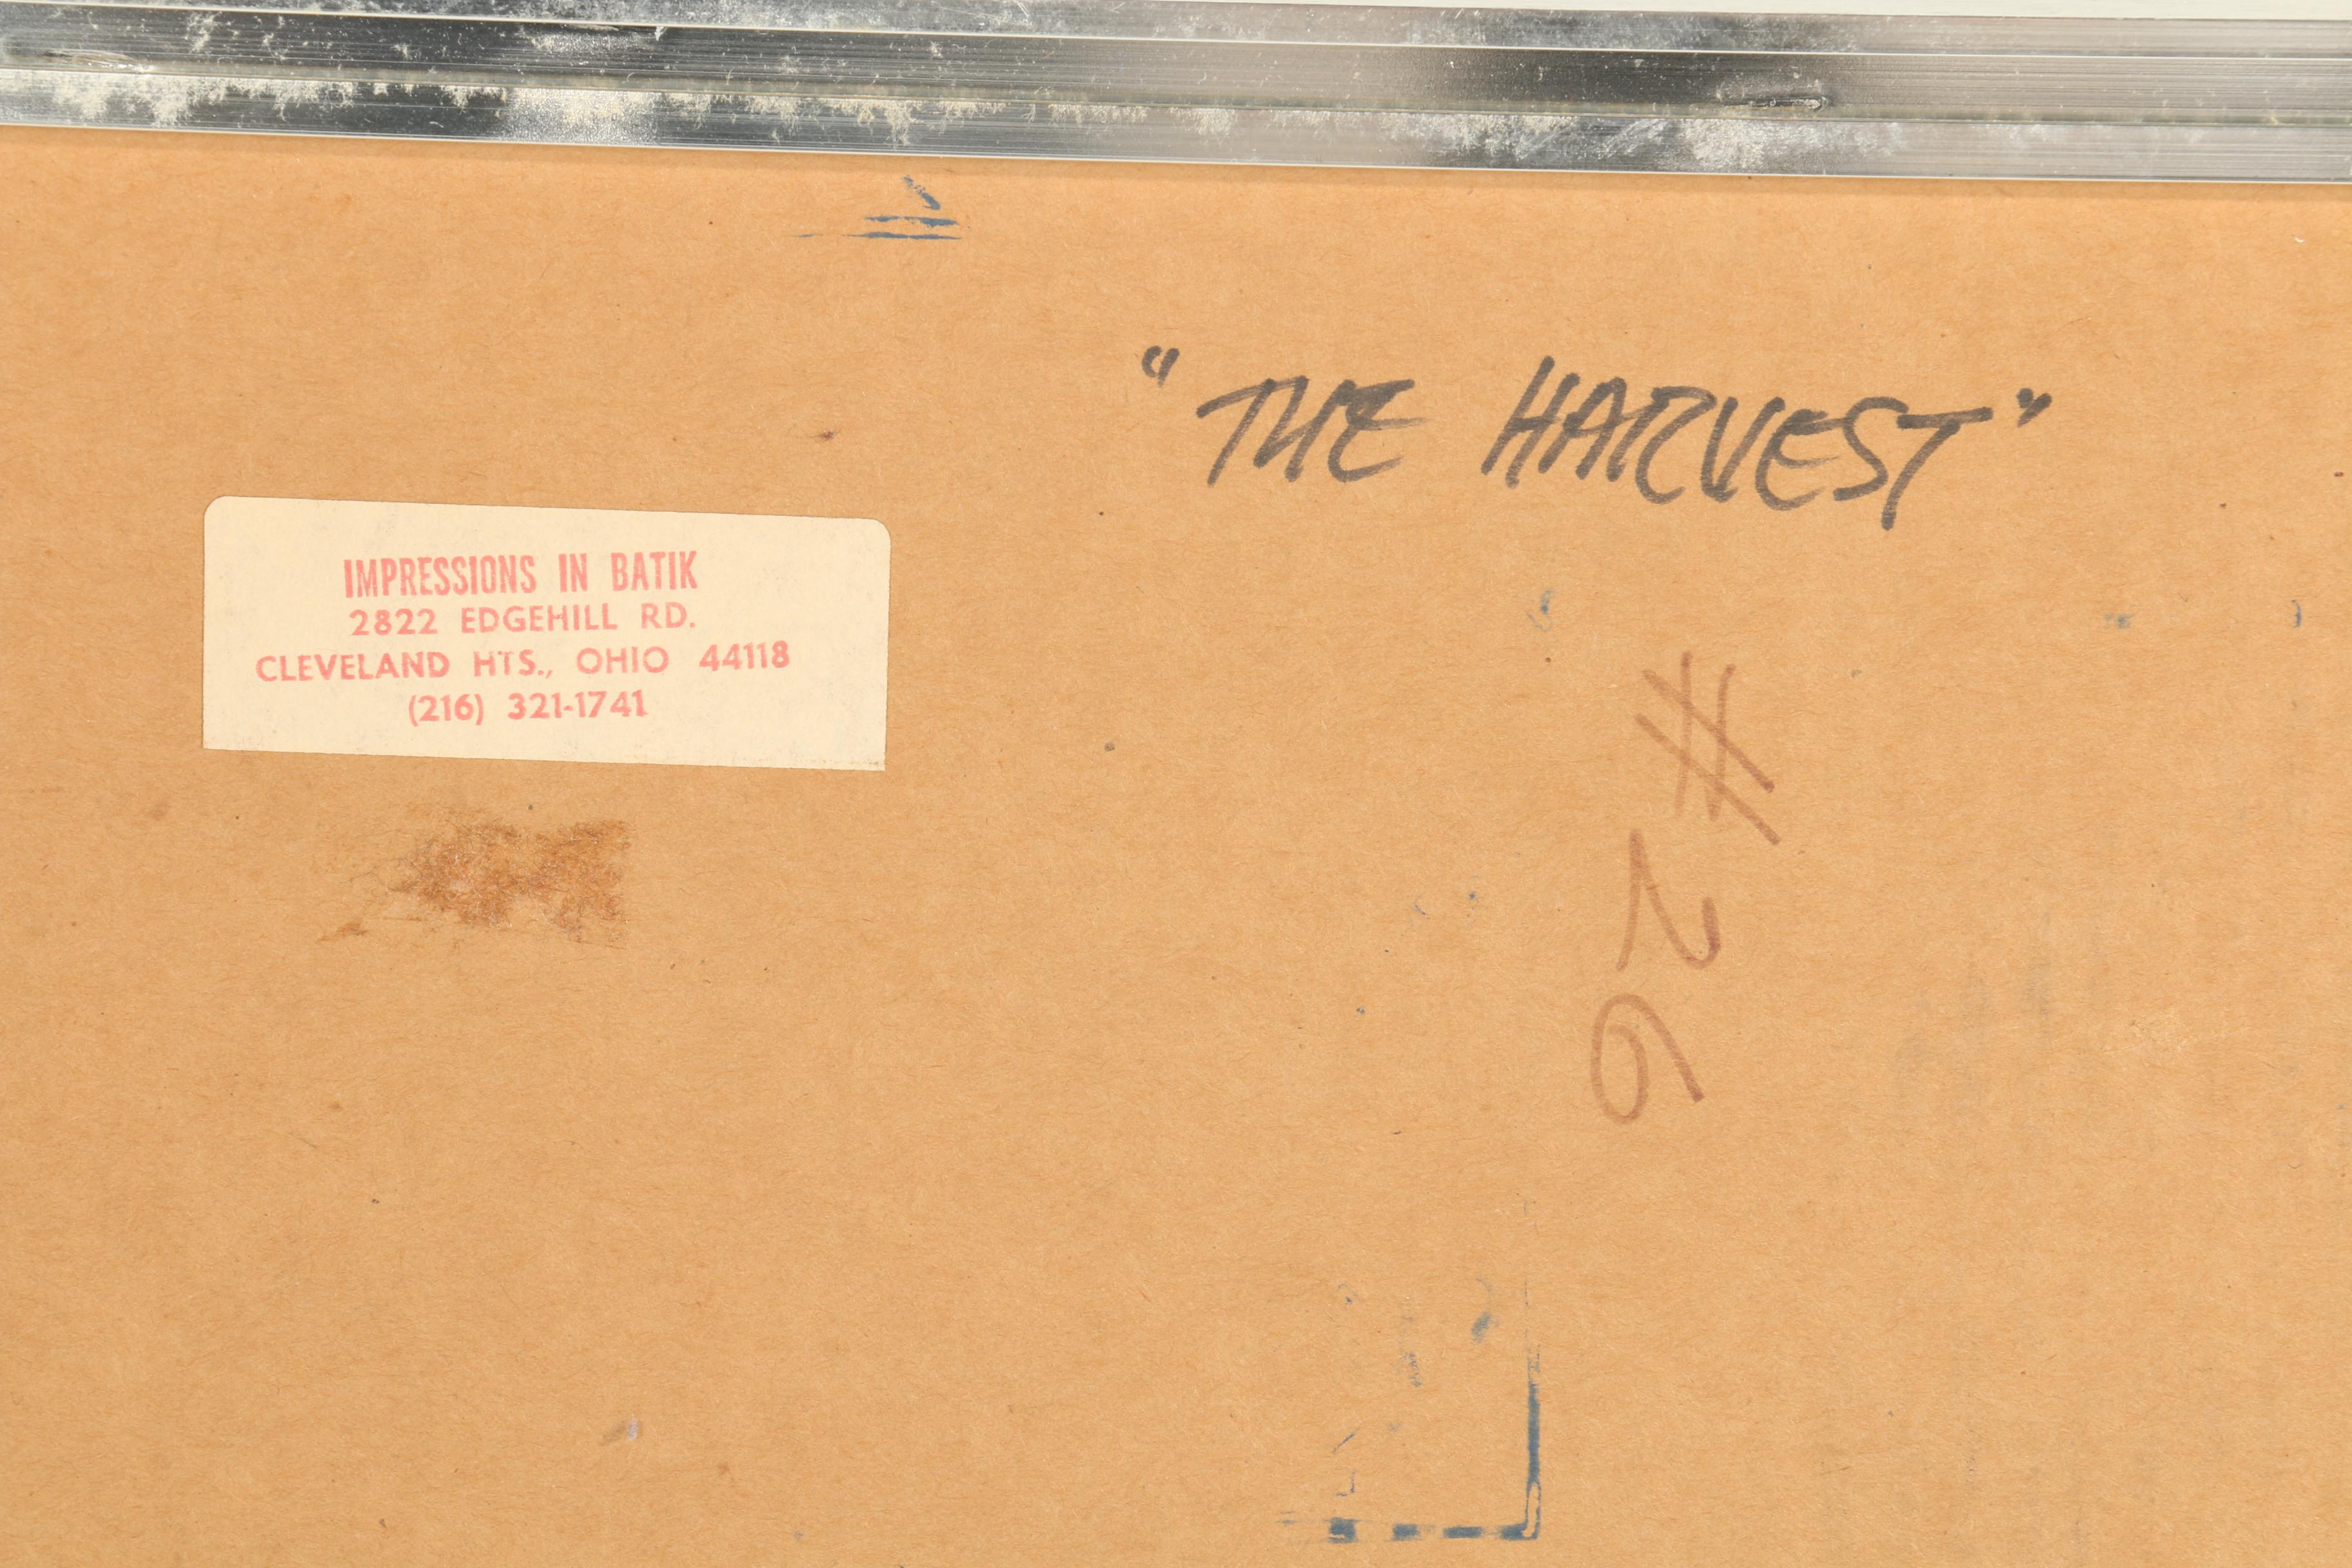 "THE HARVEST"
IMPRESSIONS IN BATIK
2822 EDGEHILL RD.
CLEVELAND HTS., OHIO 44118
(216) 321-1741
#26